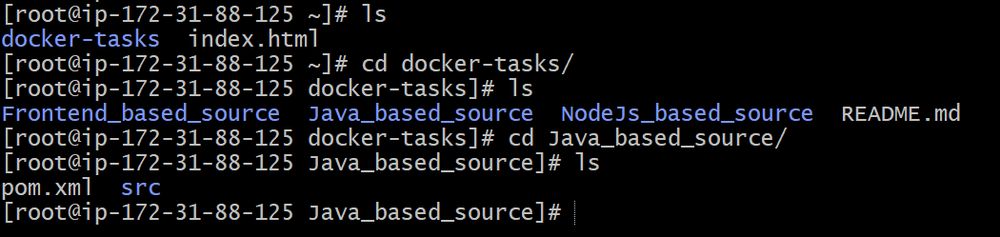 [root@ip-172-31-88-125 ~]# ls
docker-tasks  index.html
[root@ip-172-31-88-125 ~]# cd docker-tasks/
[root@ip-172-31-88-125 docker-tasks]# ls
Frontend_based_source  Java_based_source  NodeJs_based_source  README.md
[root@ip-172-31-88-125 docker-tasks]# cd Java_based_source/
[root@ip-172-31-88-125 Java_based_source]# ls
pom.xml  src
[root@ip-172-31-88-125 Java_based_source]#